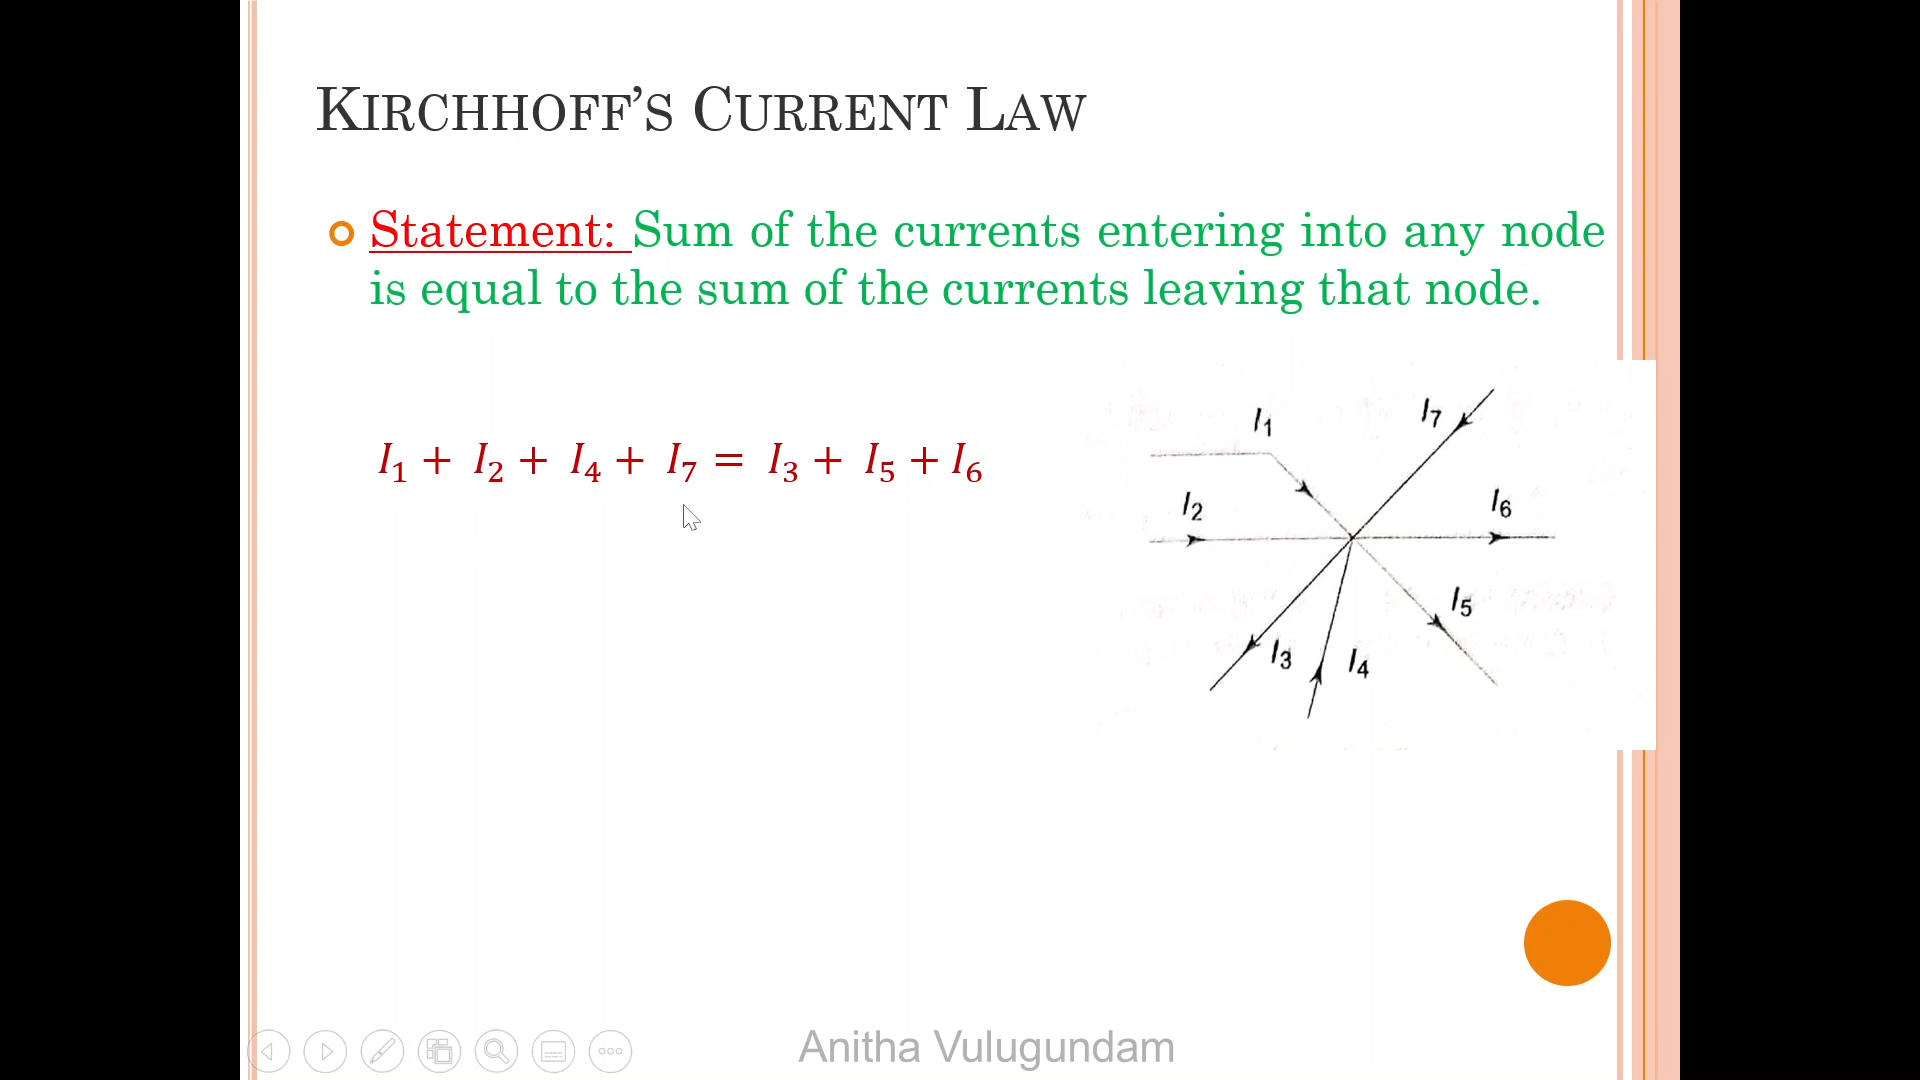 KIRCHHOFF’S CURRENT LAW
Statement: Sum of the currents entering into any node
is equal to the sum of the currents leaving that node.
I₁ + I₂ + I₄ + I₇ = I₃ + I₅ + I₆
I₁
I₇
I₂
I₆
I₅
I₃
I₄
Anitha Vulugundam